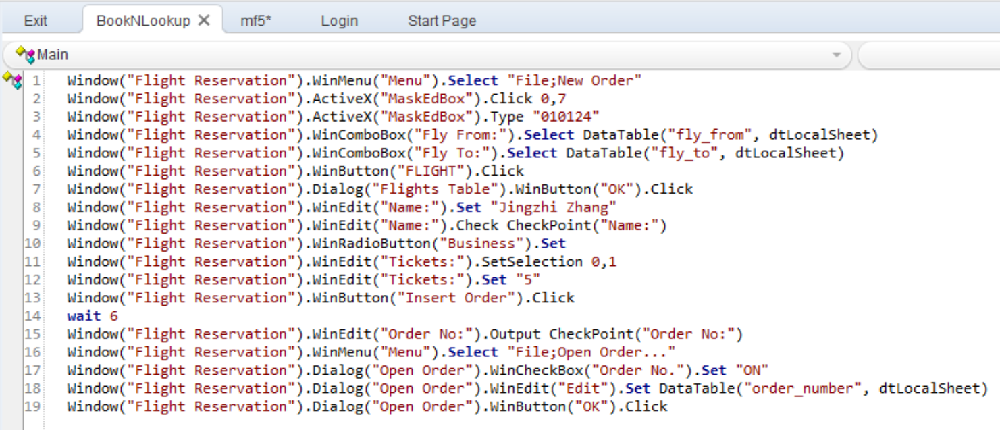 Exit BookNLookup mf5* Login Start Page
Main
1 Window("Flight Reservation").WinMenu("Menu").Select "File;New Order"
2 Window("Flight Reservation").ActiveX("MaskEdBox").Click 0,7
3 Window("Flight Reservation").ActiveX("MaskEdBox").Type "010124"
4 Window("Flight Reservation").WinComboBox("Fly From:").Select DataTable("fly_from", dtLocalSheet)
5 Window("Flight Reservation").WinComboBox("Fly To:").Select DataTable("fly_to", dtLocalSheet)
6 Window("Flight Reservation").WinButton("FLIGHT").Click
7 Window("Flight Reservation").Dialog("Flights Table").WinButton("OK").Click
8 Window("Flight Reservation").WinEdit("Name:").Set "Jingzhi Zhang"
9 Window("Flight Reservation").WinEdit("Name:").Check CheckPoint("Name:")
10 Window("Flight Reservation").WinRadioButton("Business").Set
11 Window("Flight Reservation").WinEdit("Tickets:").SetSelection 0,1
12 Window("Flight Reservation").WinEdit("Tickets:").Set "5"
13 Window("Flight Reservation").WinButton("Insert Order").Click
14 wait 6
15 Window("Flight Reservation").WinEdit("Order No:").Output CheckPoint("Order No:")
16 Window("Flight Reservation").WinMenu("Menu").Select "File;Open Order..."
17 Window("Flight Reservation").Dialog("Open Order").WinCheckBox("Order No.").Set "ON"
18 Window("Flight Reservation").Dialog("Open Order").WinEdit("Edit").Set DataTable("order_number", dtLocalSheet)
19 Window("Flight Reservation").Dialog("Open Order").WinButton("OK").Click